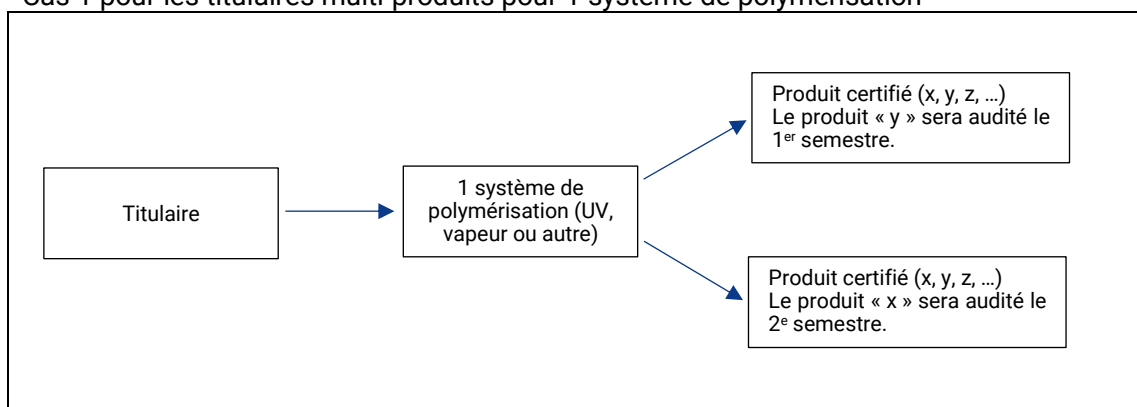 Cas 1 pour les titulaires multi-produits pour 1 système de polymérisation
Produit certifié (x, y, z, …)
Le produit « y » sera audité le
1er semestre.
Titulaire
1 système de
polymérisation (UV,
vapeur ou autre)
Produit certifié (x, y, z, …)
Le produit « x » sera audité le
2e semestre.